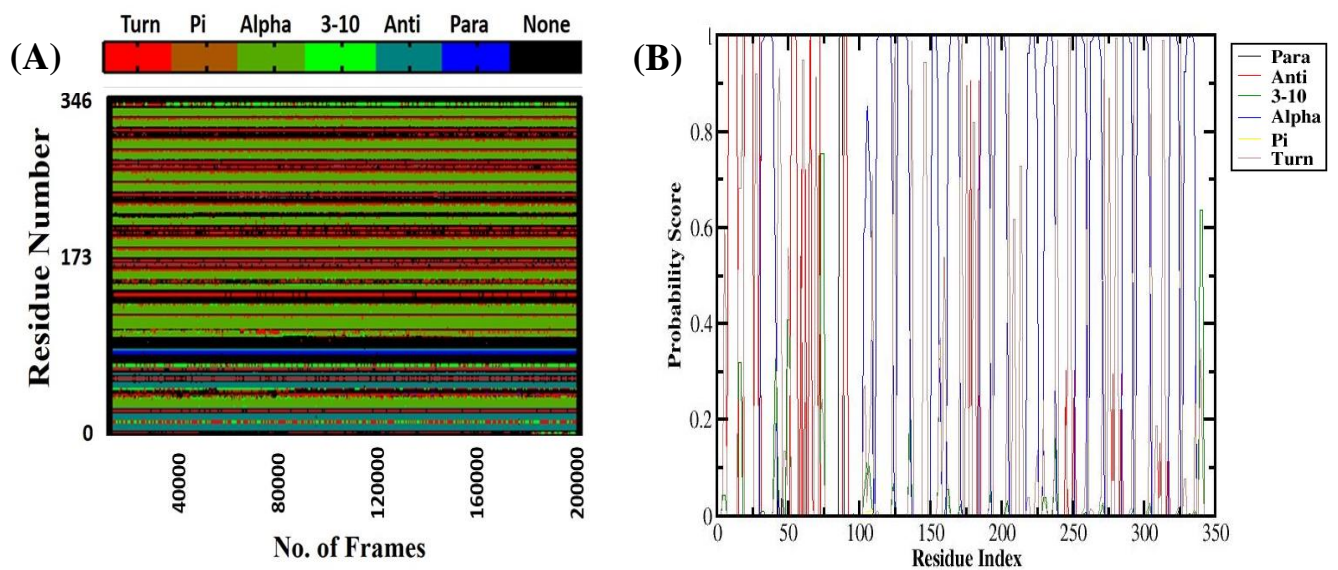 Turn Pi Alpha 3-10 Anti Para None
(A)
346
173
0
Residue Number
40000 80000 120000 160000 200000
No. of Frames
(B)
1
0.8
0.6
0.4
0.2
0
Probability Score
0 50 100 150 200 250 300 350
Residue Index
Para
Anti
3-10
Alpha
Pi
Turn